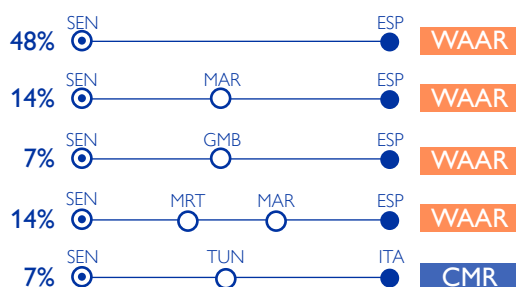 SEN ESP
48% WAAR
SEN MAR ESP
14% WAAR
SEN GMB ESP
7% WAAR
SEN MRT MAR ESP
14% WAAR
SEN TUN ITA
7% CMR